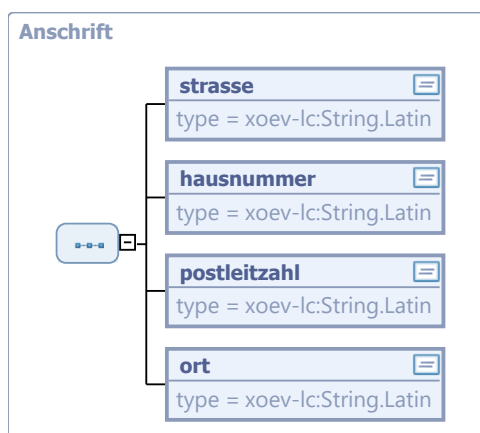 Anschrift
strasse
type = xoev-lc:String.Latin
hausnummer
type = xoev-lc:String.Latin
postleitzahl
type = xoev-lc:String.Latin
ort
type = xoev-lc:String.Latin